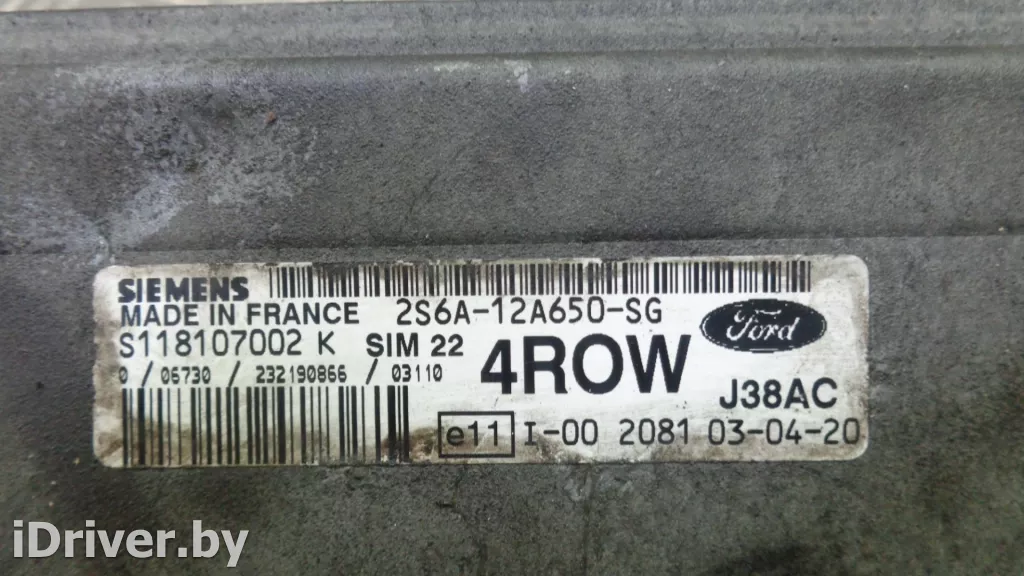 SIEMENS
MADE IN FRANCE 2S6A-12A650-SG
Ford
S118107002 K SIM 22 4ROW
0 / 06730 / 232190866 / 03110
J38AC
e11 I-00 2081 03-04-20
iDriver.by